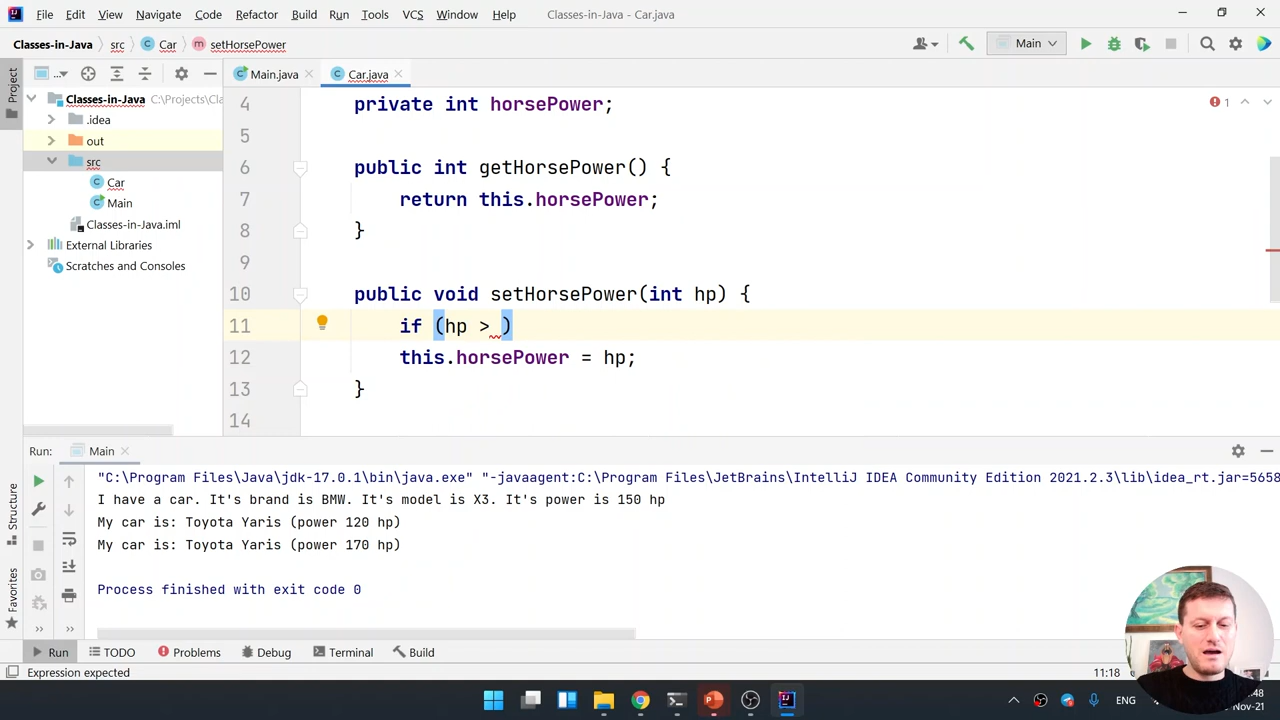 File Edit View Navigate Code Refactor Build Run Tools VCS Window Help Classes-in-Java - Car.java
Classes-in-Java src Car setHorsePower Main
Project
... Main.java Car.java
Classes-in-Java C:\Projects\Cla
.idea
out
src
Car
Main
Classes-in-Java.iml
External Libraries
Scratches and Consoles
1
4 private int horsePower;
5
6 public int getHorsePower() {
7 return this.horsePower;
8 }
9
10 public void setHorsePower(int hp) {
11 if (hp > )
12 this.horsePower = hp;
13 }
14
Run: Main
Structure
Favorites
"C:\Program Files\Java\jdk-17.0.1\bin\java.exe" "-javaagent:C:\Program Files\JetBrains\IntelliJ IDEA Community Edition 2021.2.3\lib\idea_rt.jar=5658
I have a car. It's brand is BMW. It's model is X3. It's power is 150 hp
My car is: Toyota Yaris (power 120 hp)
My car is: Toyota Yaris (power 170 hp)
Process finished with exit code 0
Run TODO Problems Debug Terminal Build
Expression expected 11:18
ENG